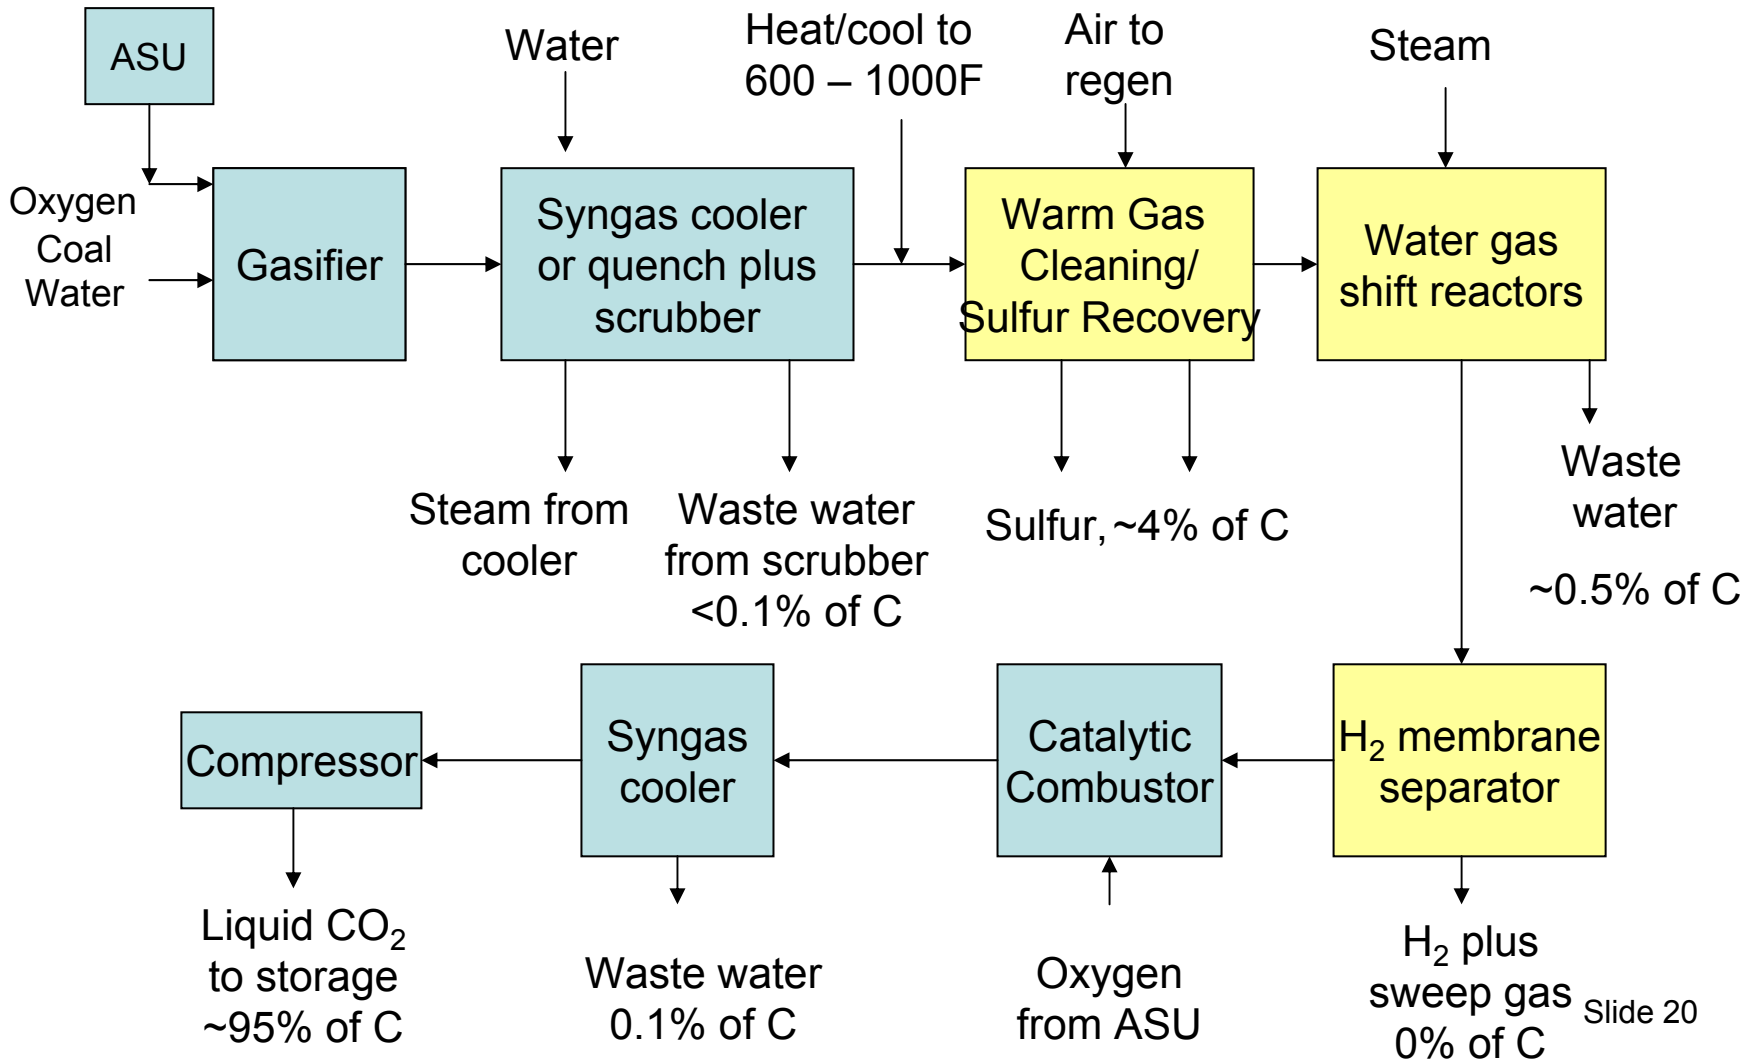 ASU
Water
Heat/cool to
600 – 1000F
Air to
regen
Steam
Oxygen
Coal
Water
Gasifier
Syngas cooler
or quench plus
scrubber
Warm Gas
Cleaning/
Sulfur Recovery
Water gas
shift reactors
Steam from
cooler
Waste water
from scrubber
<0.1% of C
Sulfur, ~4% of C
Waste
water
~0.5% of C
Compressor
Syngas
cooler
Catalytic
Combustor
H₂ membrane
separator
Liquid CO₂
to storage
~95% of C
Waste water
0.1% of C
Oxygen
from ASU
H₂ plus
sweep gas
0% of C
Slide 20